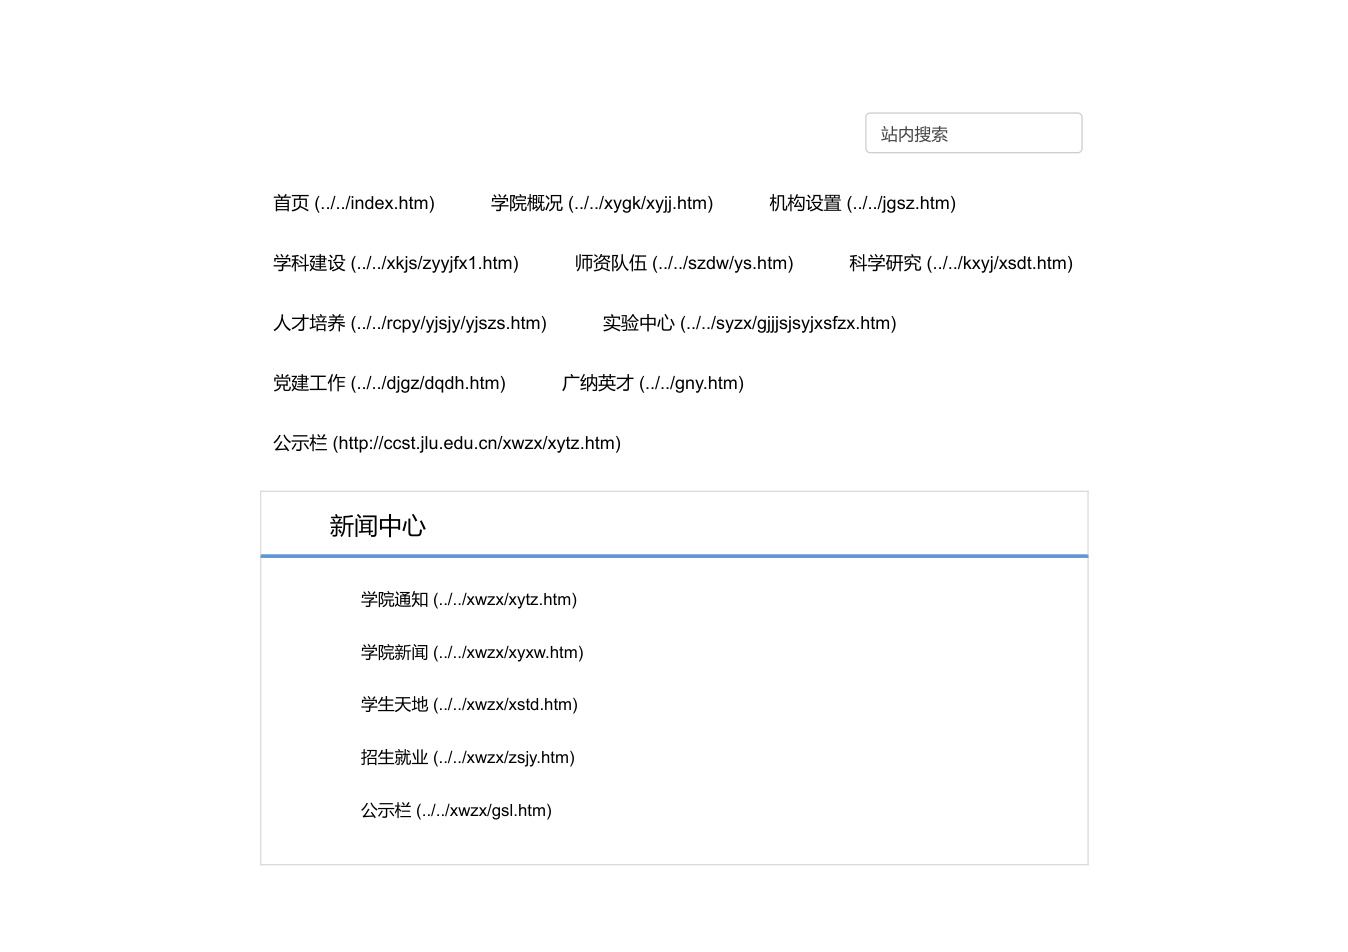 站内搜索
首页 (../../index.htm) 学院概况 (../../xygk/xyjj.htm) 机构设置 (../../jgsz.htm)
学科建设 (../../xkjs/zyyjfx1.htm) 师资队伍 (../../szdw/ys.htm) 科学研究 (../../kxyj/xsdt.htm)
人才培养 (../../rcpy/yjsjy/yjszs.htm) 实验中心 (../../syzx/gjjjsjsyjxsfzx.htm)
党建工作 (../../djgz/dqdh.htm) 广纳英才 (../../gny.htm)
公示栏 (http://ccst.jlu.edu.cn/xwzx/xytz.htm)
新闻中心
学院通知 (../../xwzx/xytz.htm)
学院新闻 (../../xwzx/xyxw.htm)
学生天地 (../../xwzx/xstd.htm)
招生就业 (../../xwzx/zsjy.htm)
公示栏 (../../xwzx/gsl.htm)